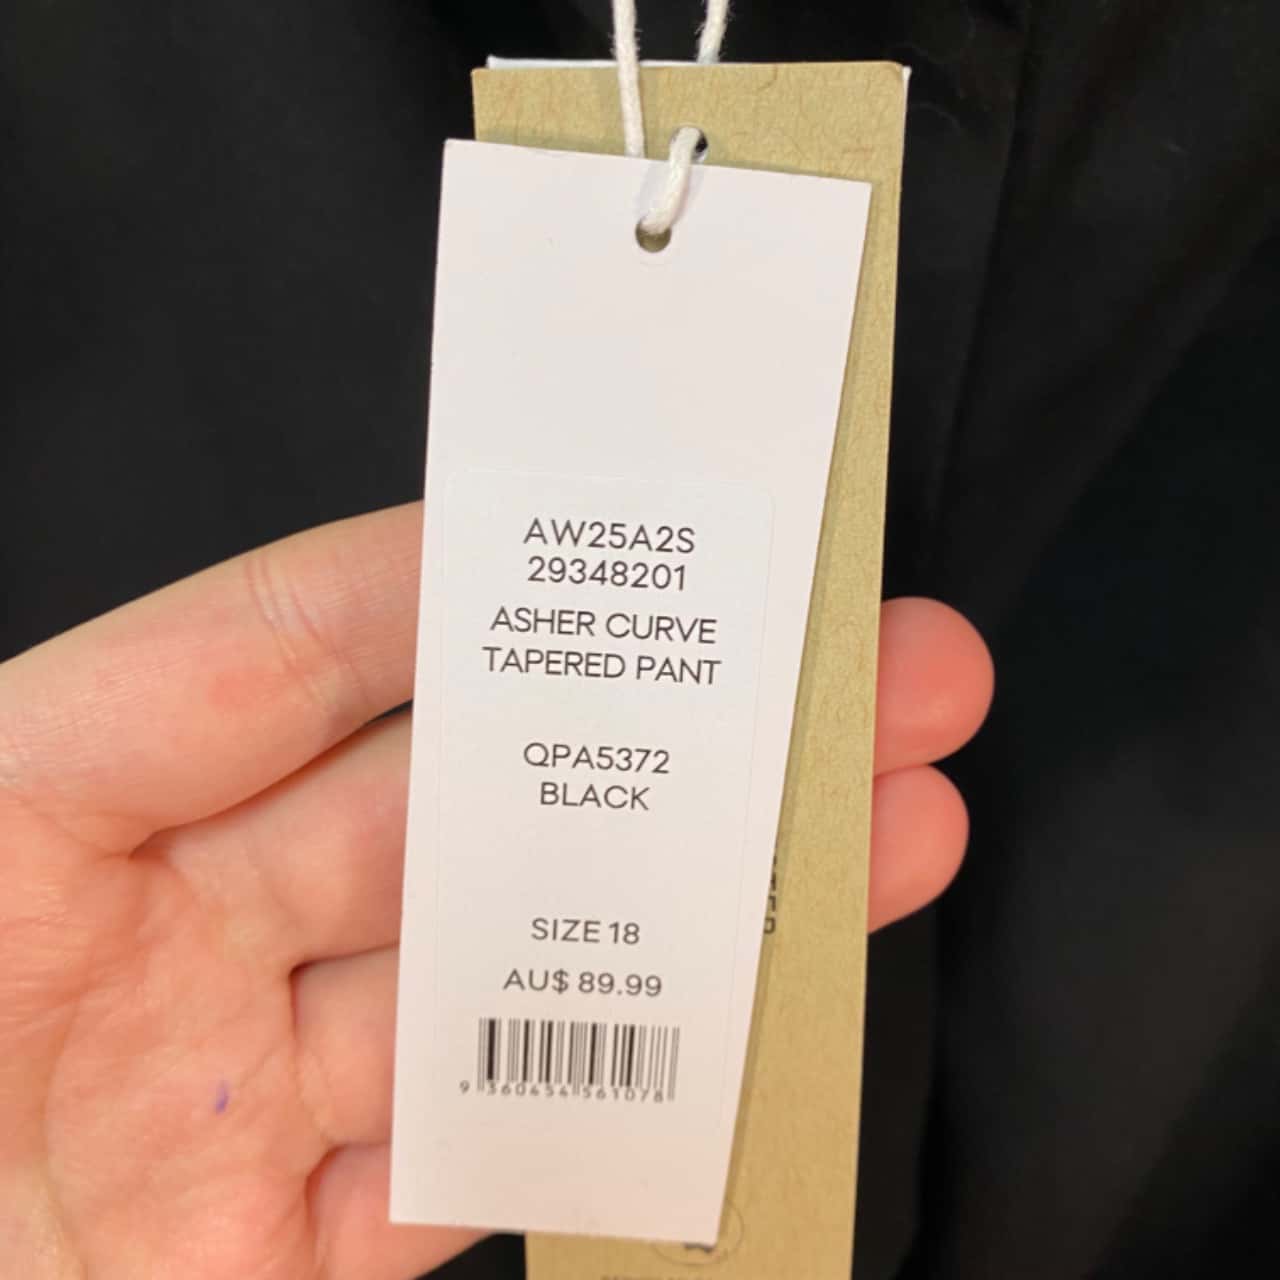 AW25A2S
29348201
ASHER CURVE
TAPERED PANT
QPA5372
BLACK
SIZE 18
AU$ 89.99
9 360454 561078